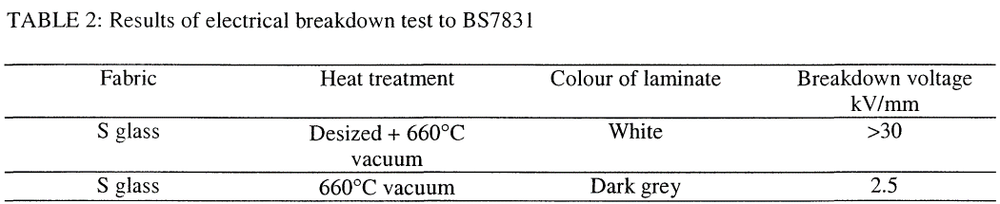 TABLE 2: Results of electrical breakdown test to BS7831
Fabric Heat treatment Colour of laminate Breakdown voltage
kV/mm
S glass Desized + 660°C White >30
vacuum
S glass 660°C vacuum Dark grey 2.5